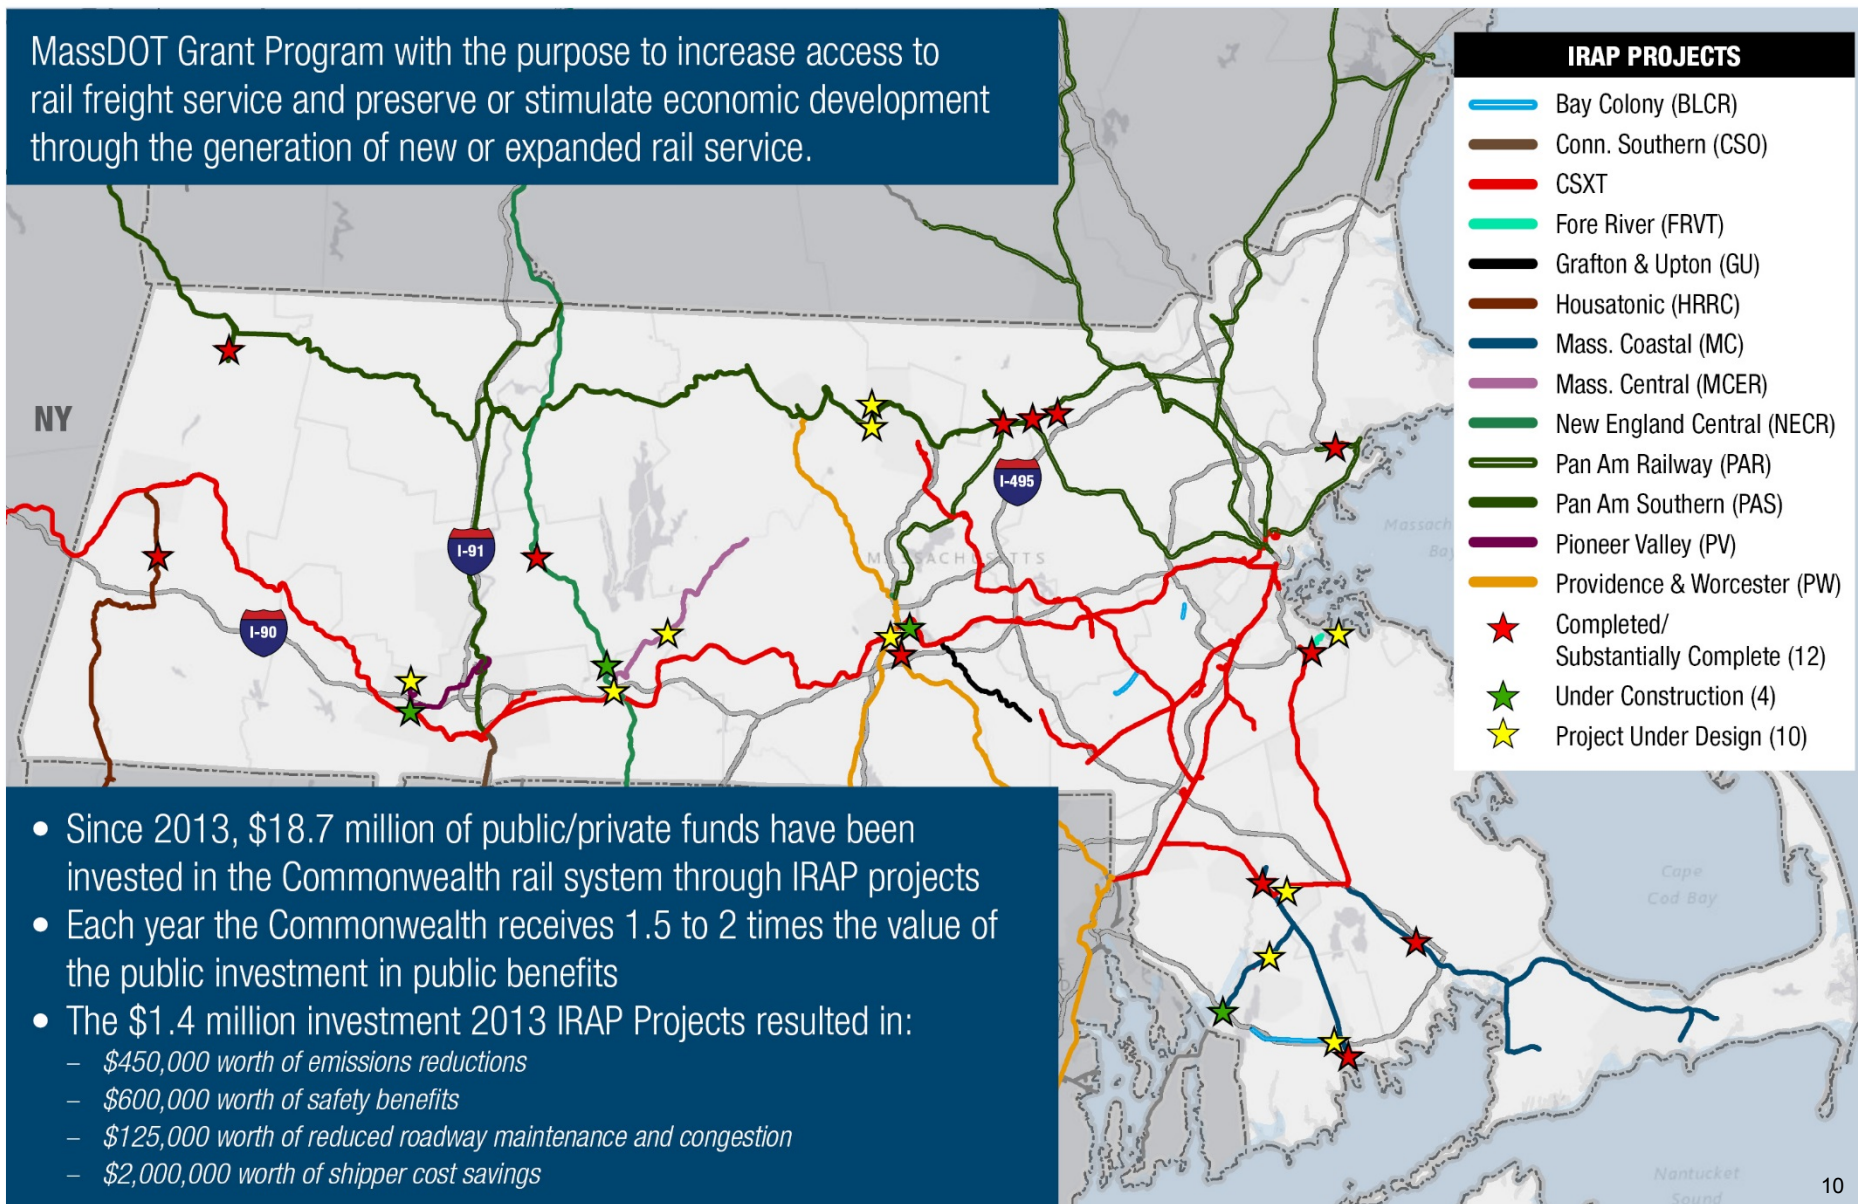 MassDOT Grant Program with the purpose to increase access to
rail freight service and preserve or stimulate economic development
through the generation of new or expanded rail service.
IRAP PROJECTS
Bay Colony (BLCR)
Conn. Southern (CSO)
CSXT
Fore River (FRVT)
Grafton & Upton (GU)
Housatonic (HRRC)
Mass. Coastal (MC)
Mass. Central (MCER)
New England Central (NECR)
Pan Am Railway (PAR)
Pan Am Southern (PAS)
Pioneer Valley (PV)
Providence & Worcester (PW)
Completed/
Substantially Complete (12)
Under Construction (4)
Project Under Design (10)
NY
I-495
I-91
MASSACHUSETTS
I-90
Massach
Bay
Cape
Cod Bay
Nantucket
Sound
• Since 2013, $18.7 million of public/private funds have been
invested in the Commonwealth rail system through IRAP projects
• Each year the Commonwealth receives 1.5 to 2 times the value of
the public investment in public benefits
• The $1.4 million investment 2013 IRAP Projects resulted in:
– $450,000 worth of emissions reductions
– $600,000 worth of safety benefits
– $125,000 worth of reduced roadway maintenance and congestion
– $2,000,000 worth of shipper cost savings
10